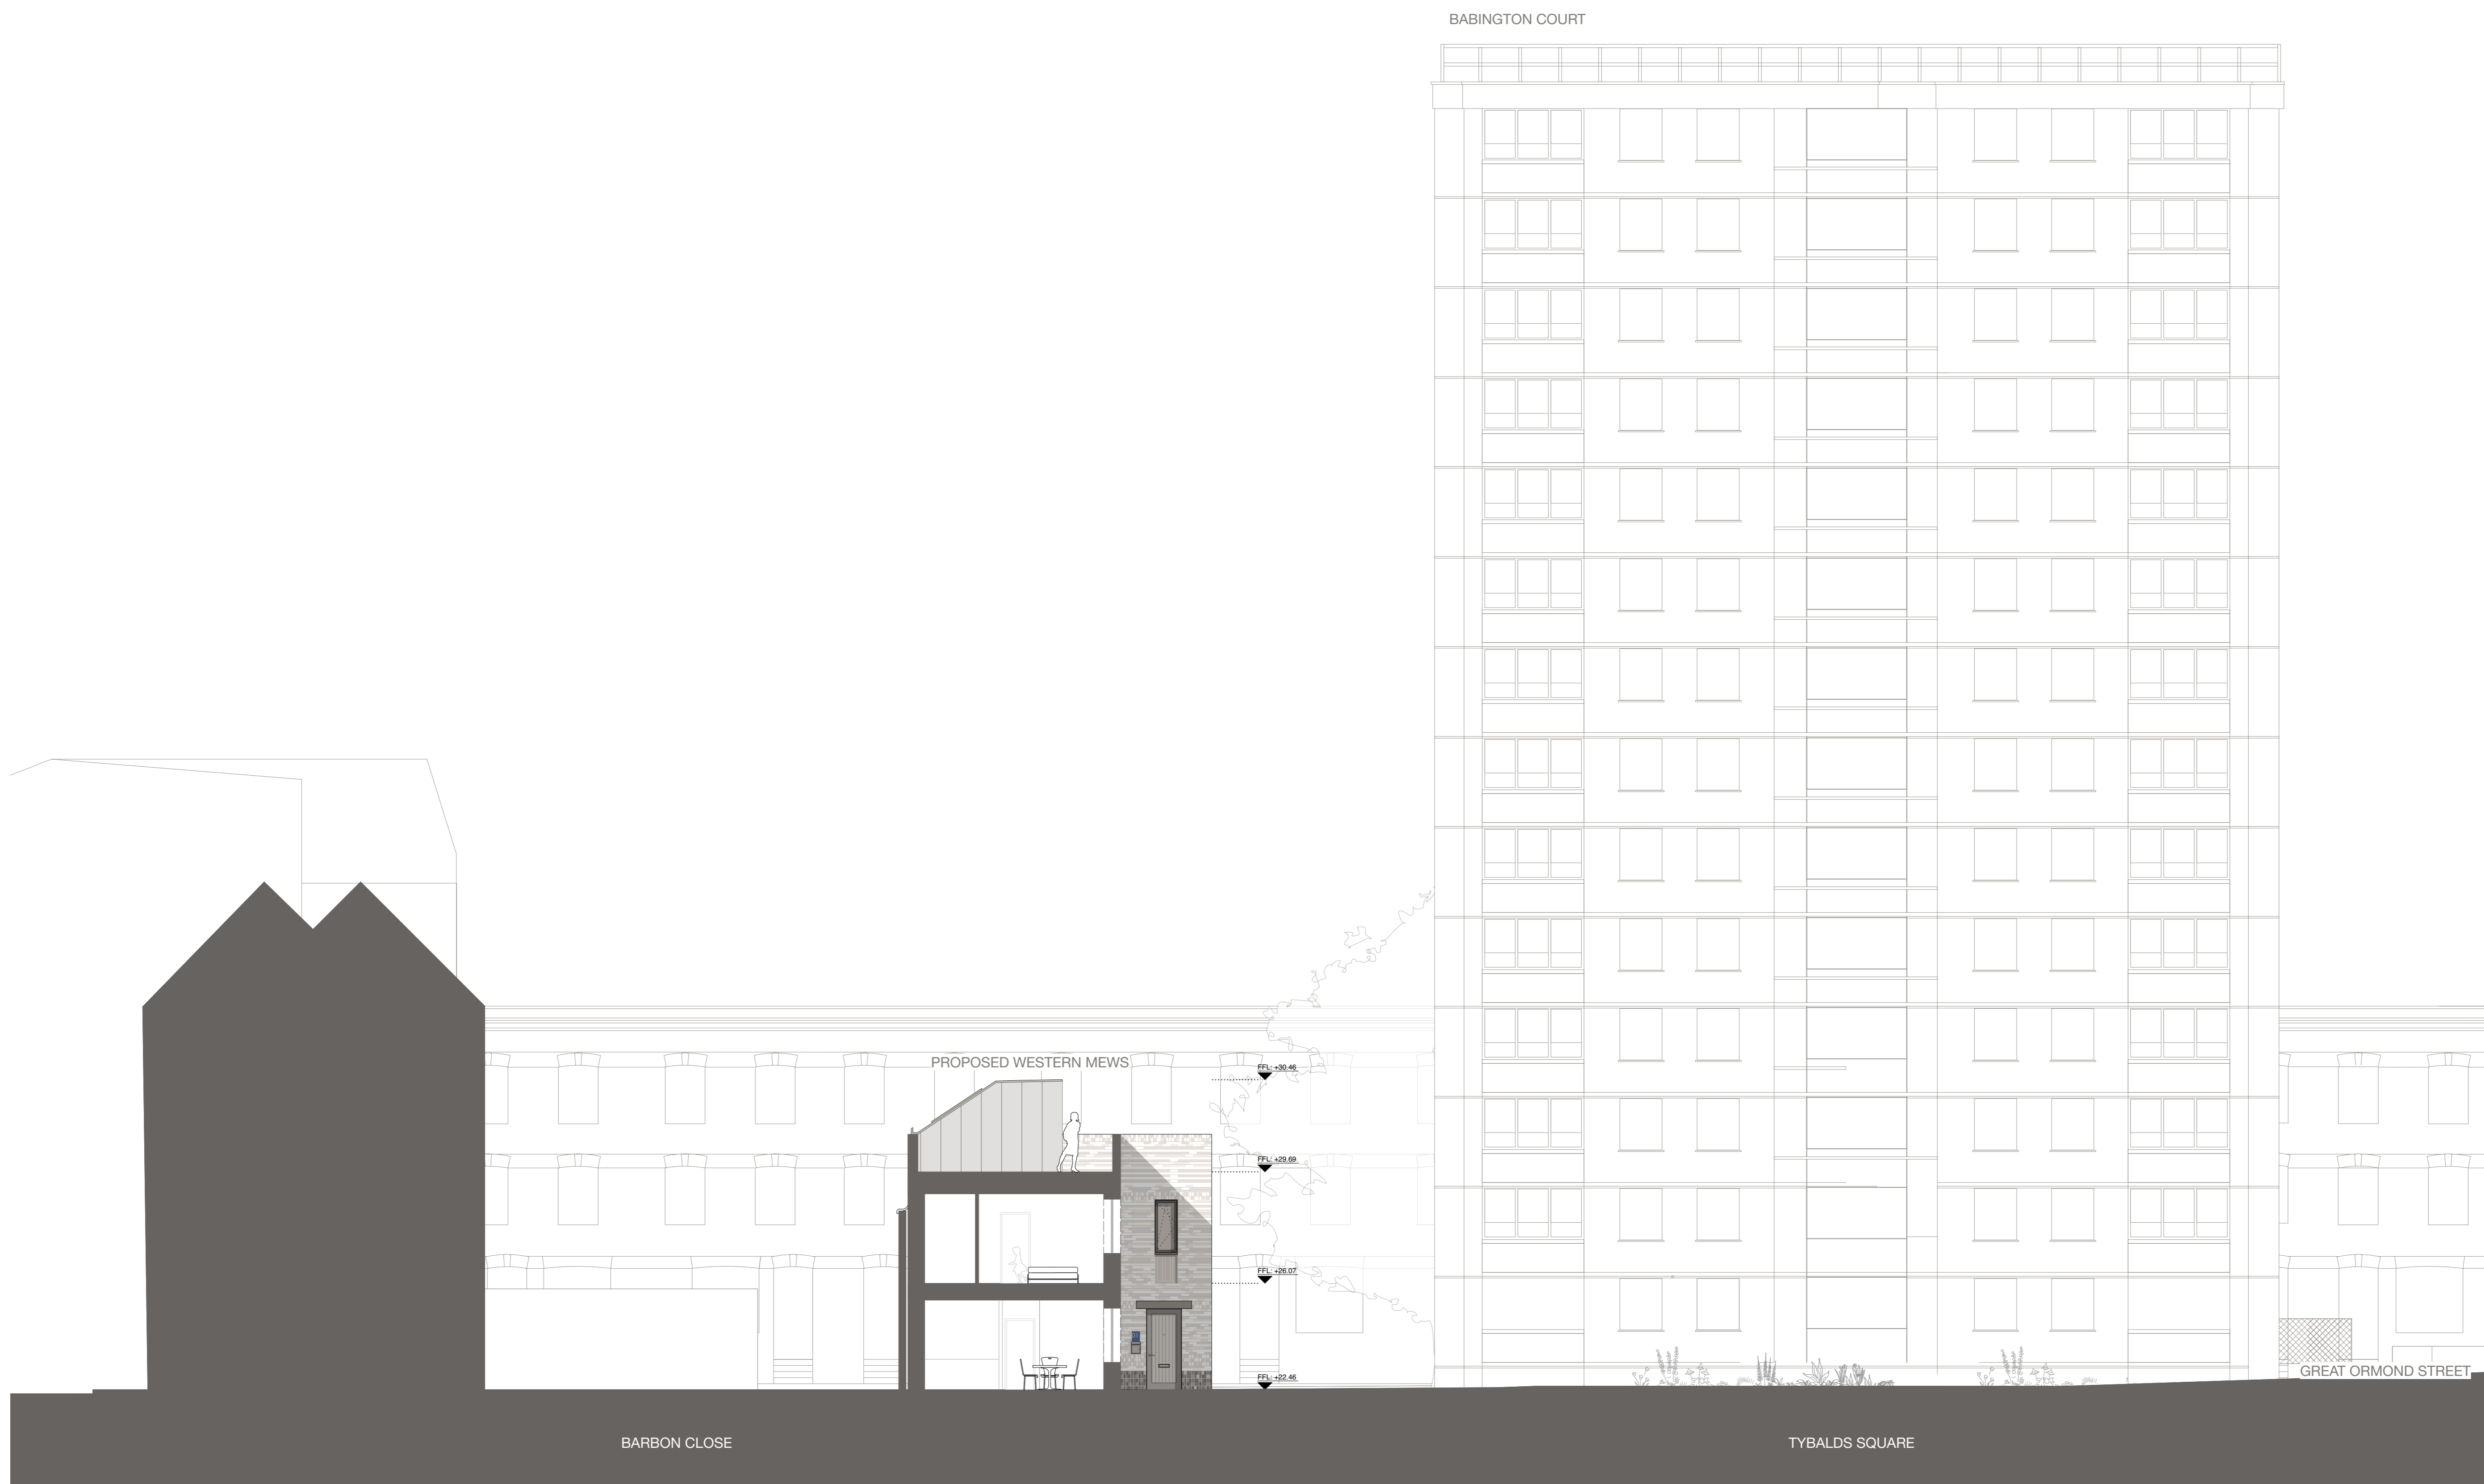 BABINGTON COURT
PROPOSED WESTERN MEWS
FFL: +30.46
FFL: +29.69
FFL: +26.07
FFL: +22.46
GREAT ORMOND STREET
BARBON CLOSE
TYBALDS SQUARE